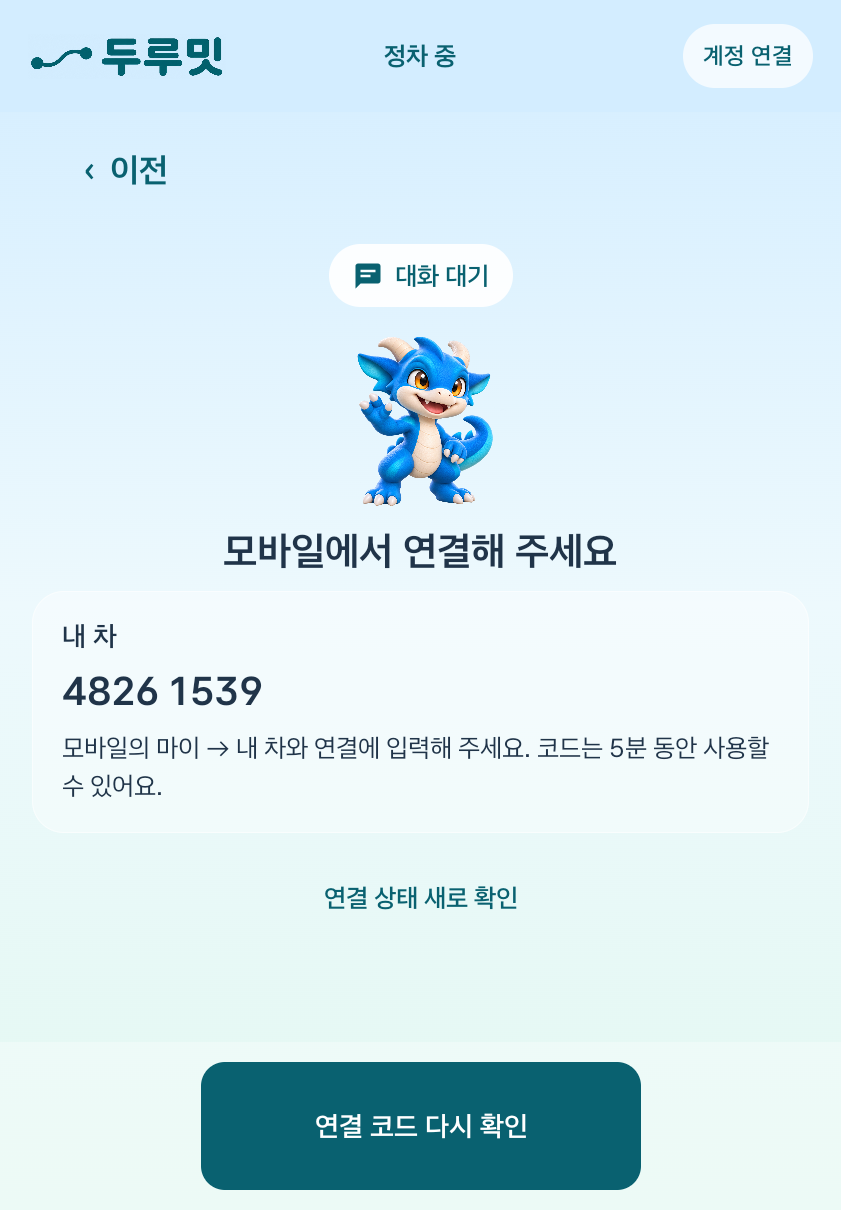 두루밋
정차 중
계정 연결
‹ 이전
대화 대기
모바일에서 연결해 주세요
내 차
4826 1539
모바일의 마이 → 내 차와 연결에 입력해 주세요. 코드는 5분 동안 사용할
수 있어요.
연결 상태 새로 확인
연결 코드 다시 확인